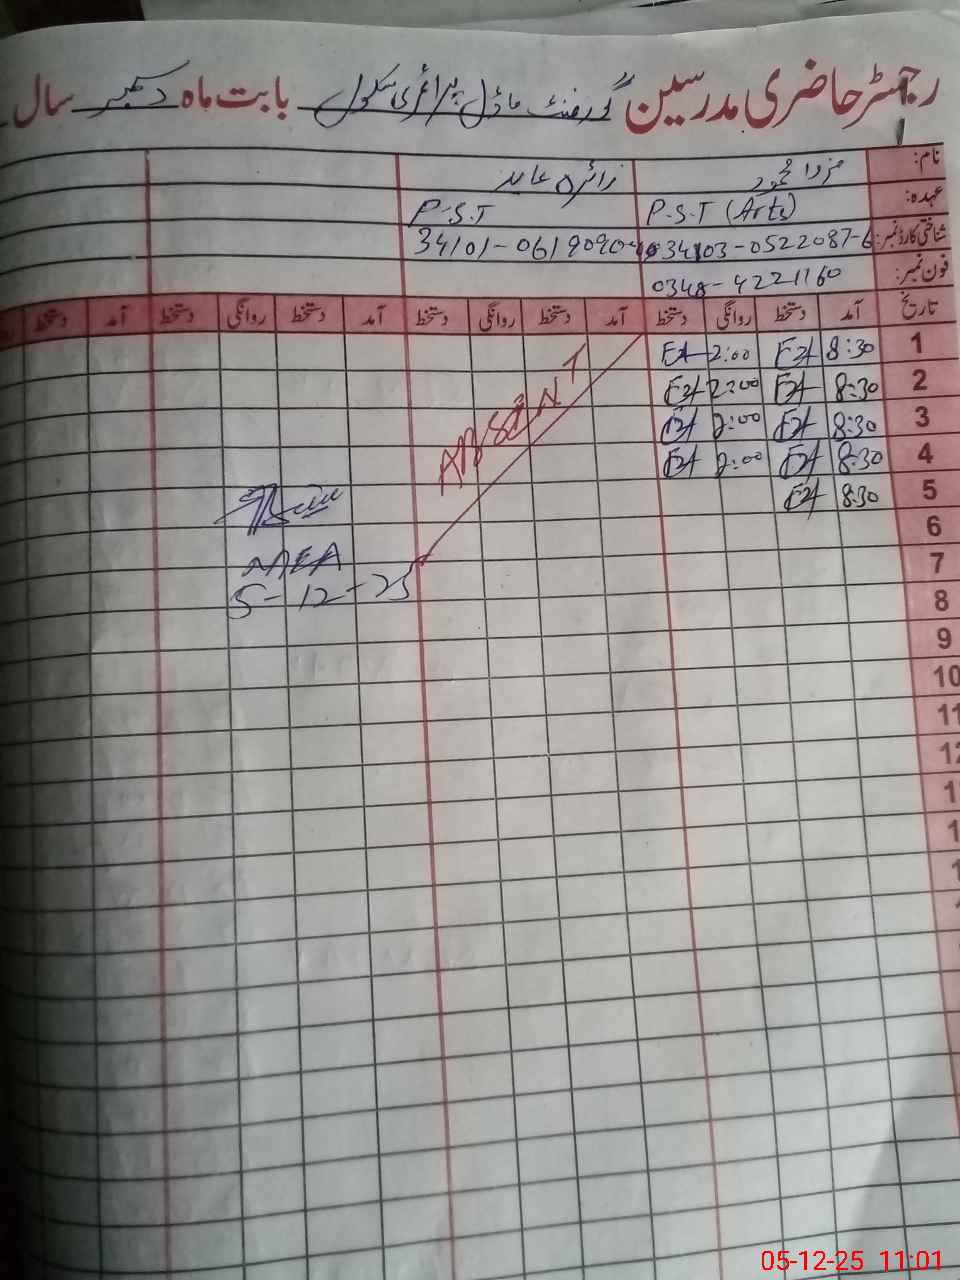 رجسٹر حاضری مدرسین گورنمنٹ ماڈل پرائمری سکول بابت ماہ دسمبر سال
نام: زائرہ عابد
عہدہ: P.S.T (Arts) P.S.T
شناختی کارڈ نمبر: 34103-0522087-6 34101-0619090-
فون نمبر: 0348-4221160
تاریخ آمد دستخط روانگی دستخط آمد دستخط روانگی دستخط آمد دستخط روانگی دستخط آمد دستخط
1 8:30 2:00
2 8:30 2:00
3 8:30 2:00
4 8:30 2:00
5 8:30
ABSENT
6
7
MEA
8
5-12-25
9
10
11
12
05-12-25 11:01